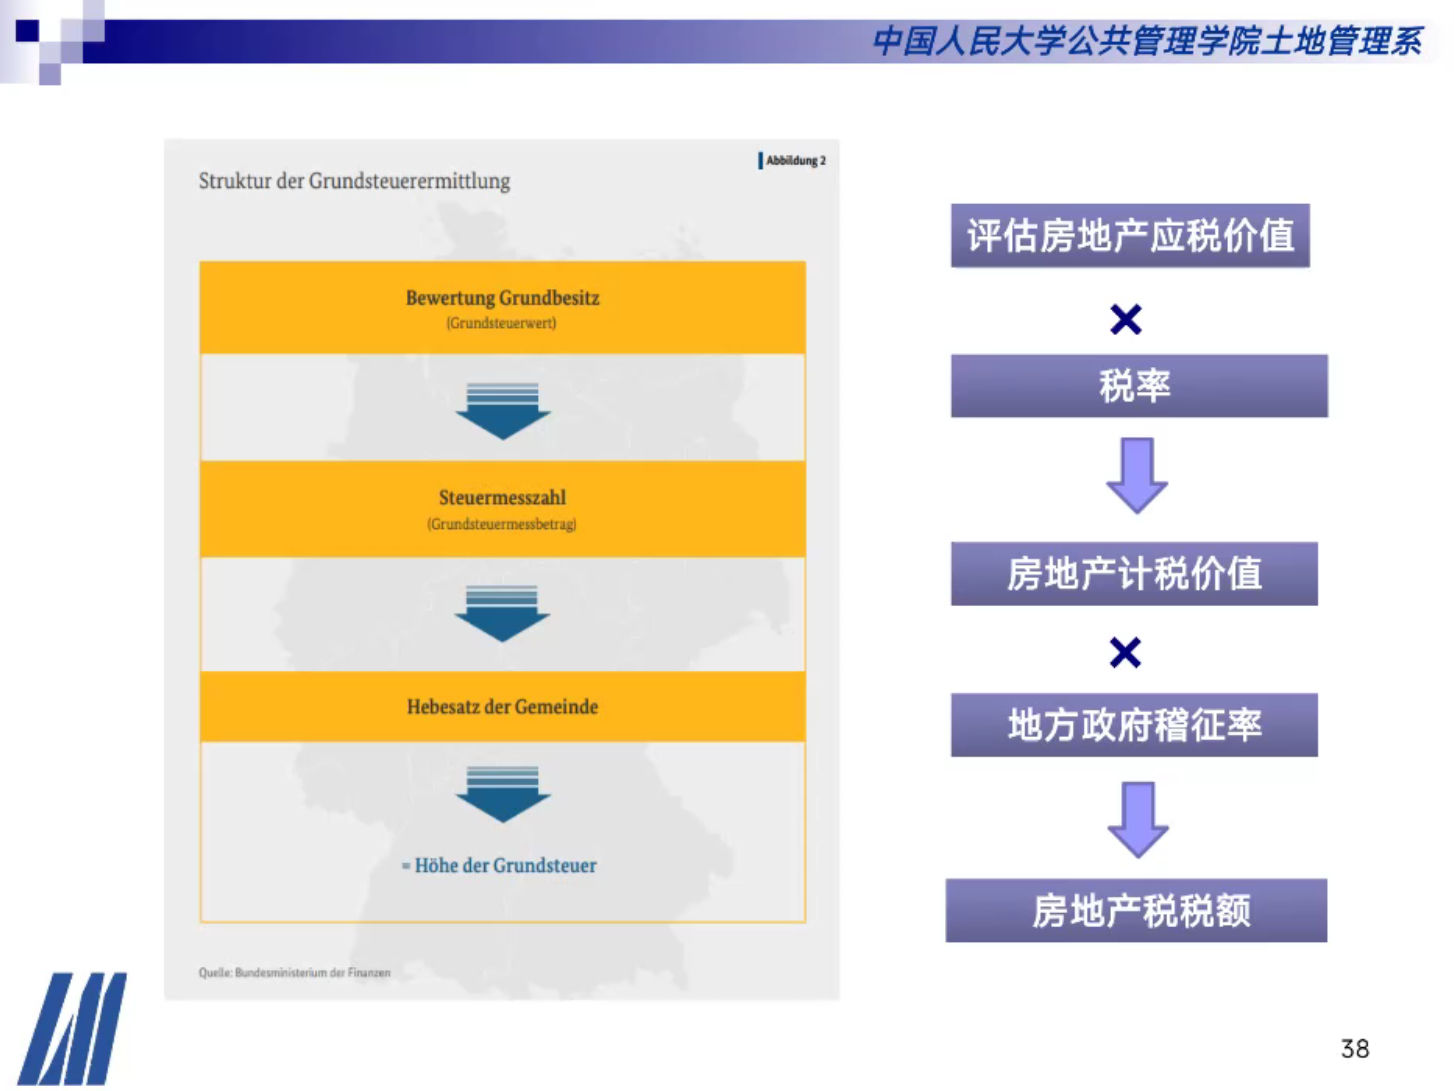 中国人民大学公共管理学院土地管理系
Abbildung 2
Struktur der Grundsteuerermittlung
Bewertung Grundbesitz
(Grundsteuerwert)
Steuermesszahl
(Grundsteuermessbetrag)
Hebesatz der Gemeinde
= Höhe der Grundsteuer
Quelle: Bundesministerium der Finanzen
评估房地产应税价值
×
税率
房地产计税价值
×
地方政府稽征率
房地产税税额
38